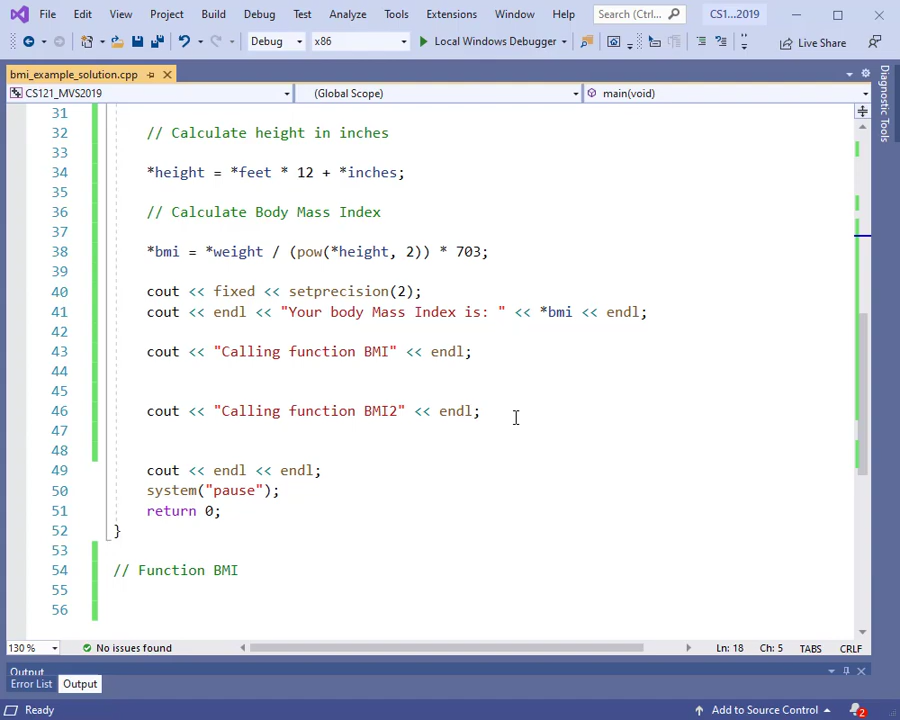 File Edit View Project Build Debug Test Analyze Tools Extensions Window Help Search (Ctrl... CS1...2019
Debug x86 Local Windows Debugger Live Share
bmi_example_solution.cpp
CS121_MVS2019 (Global Scope) main(void)
Diagnostic Tools
31
32 // Calculate height in inches
33
34 *height = *feet * 12 + *inches;
35
36 // Calculate Body Mass Index
37
38 *bmi = *weight / (pow(*height, 2)) * 703;
39
40 cout << fixed << setprecision(2);
41 cout << endl << "Your body Mass Index is: " << *bmi << endl;
42
43 cout << "Calling function BMI" << endl;
44
45
46 cout << "Calling function BMI2" << endl;
47
48
49 cout << endl << endl;
50 system("pause");
51 return 0;
52 }
53
54 // Function BMI
55
56
130 % No issues found Ln: 18 Ch: 5 TABS CRLF
Output
Error List Output
Ready Add to Source Control 2